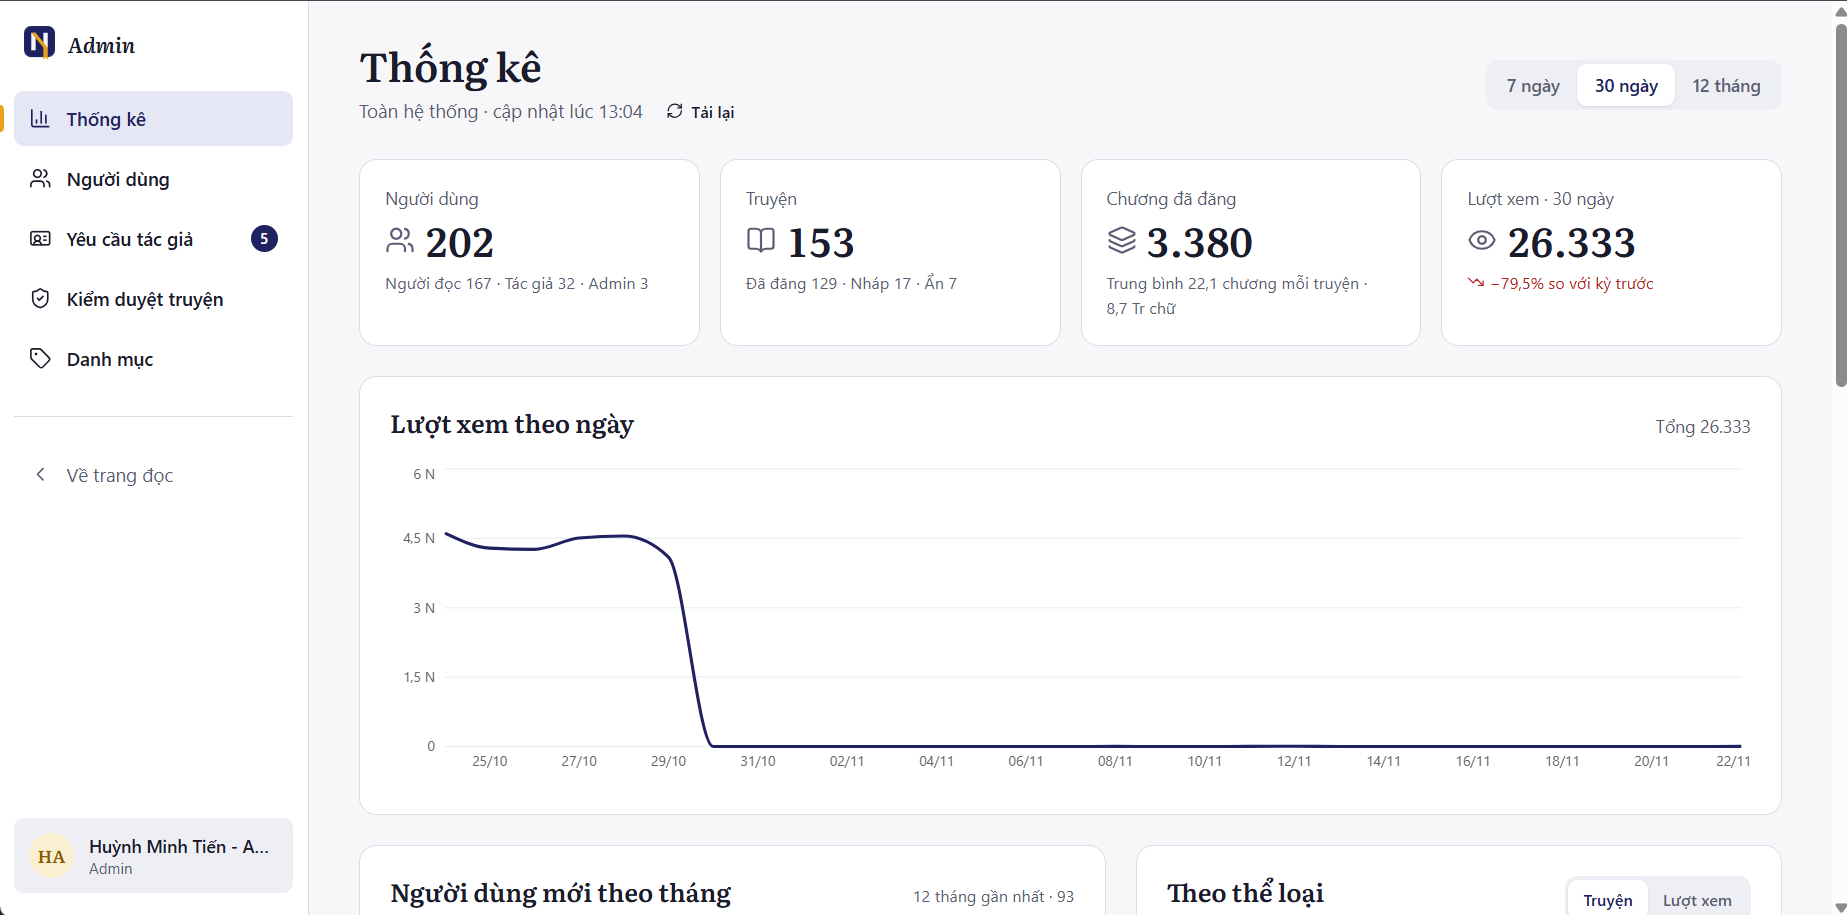 Admin
Thống kê
Người dùng
Yêu cầu tác giả 5
Kiểm duyệt truyện
Danh mục
Về trang đọc
HA
Huỳnh Minh Tiến - A...
Admin
Thống kê
Toàn hệ thống · cập nhật lúc 13:04 Tải lại
7 ngày 30 ngày 12 tháng
Người dùng
202
Người đọc 167 · Tác giả 32 · Admin 3
Truyện
153
Đã đăng 129 · Nháp 17 · Ẩn 7
Chương đã đăng
3.380
Trung bình 22,1 chương mỗi truyện ·
8,7 Tr chữ
Lượt xem · 30 ngày
26.333
−79,5% so với kỳ trước
Lượt xem theo ngày
Tổng 26.333
6 N
4,5 N
3 N
1,5 N
0
25/10 27/10 29/10 31/10 02/11 04/11 06/11 08/11 10/11 12/11 14/11 16/11 18/11 20/11 22/11
Người dùng mới theo tháng
12 tháng gần nhất · 93
Theo thể loại
Truyện Lượt xem